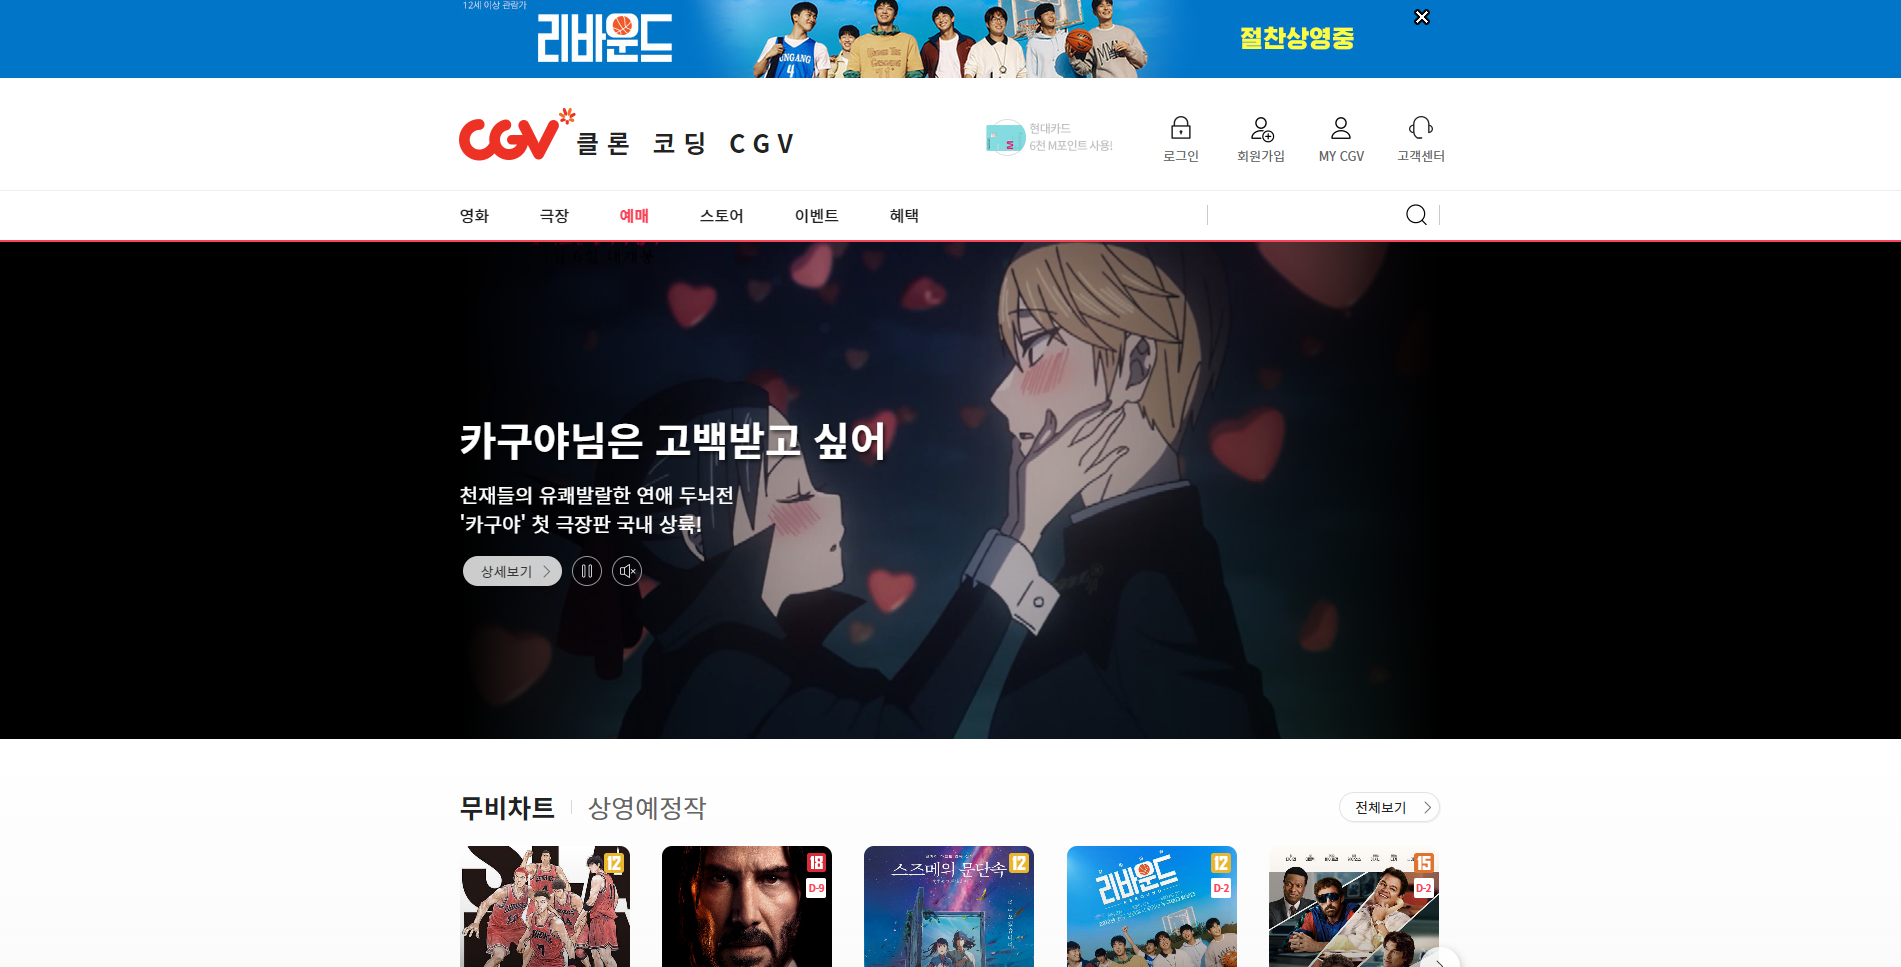 12세 이상 관람가
리바운드
절찬상영중
CGV
클론 코딩 CGV
현대카드
6천 M포인트 사용!
로그인
회원가입
MY CGV
고객센터
영화
극장
예매
스토어
이벤트
혜택
카구야님은 고백받고 싶어
천재들의 유쾌발랄한 연애 두뇌전
'카구야' 첫 극장판 국내 상륙!
상세보기
무비차트
상영예정작
전체보기
12
18
D-9
스즈메의 문단속
12
리바운드
12
D-2
15
D-2